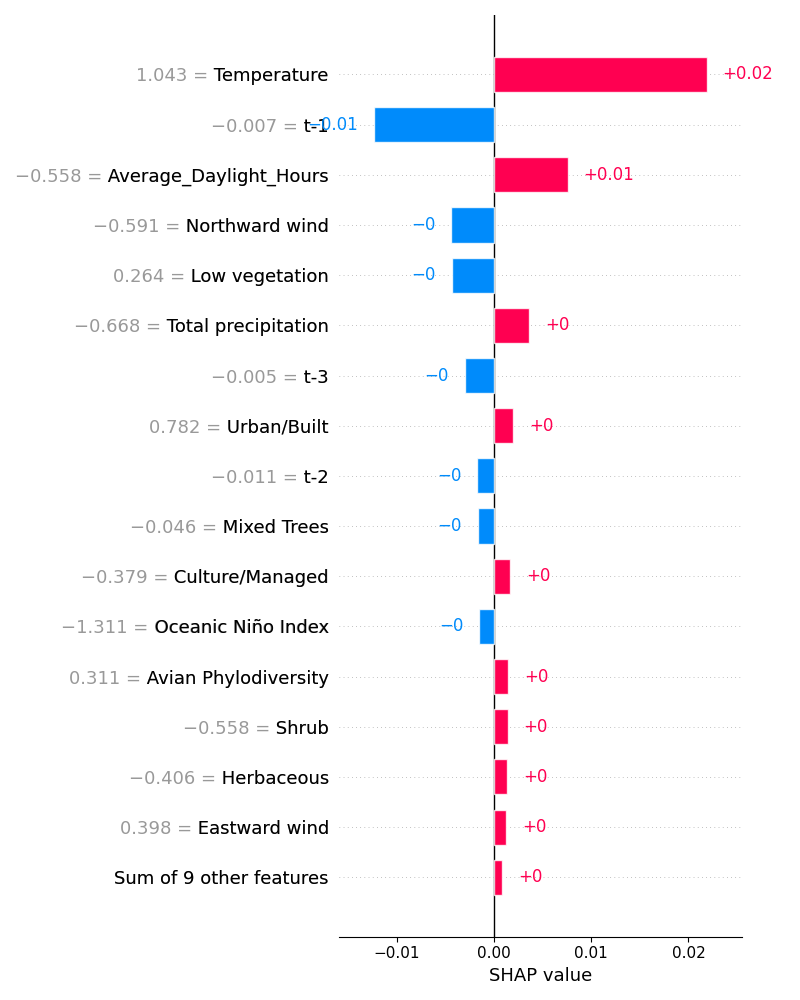 1.043 = Temperature +0.02
−0.007 = t-1 −0.01
−0.558 = Average_Daylight_Hours +0.01
−0.591 = Northward wind −0
0.264 = Low vegetation −0
−0.668 = Total precipitation +0
−0.005 = t-3 −0
0.782 = Urban/Built +0
−0.011 = t-2 −0
−0.046 = Mixed Trees −0
−0.379 = Culture/Managed +0
−1.311 = Oceanic Niño Index −0
0.311 = Avian Phylodiversity +0
−0.558 = Shrub +0
−0.406 = Herbaceous +0
0.398 = Eastward wind +0
Sum of 9 other features +0
−0.01 0.00 0.01 0.02
SHAP value